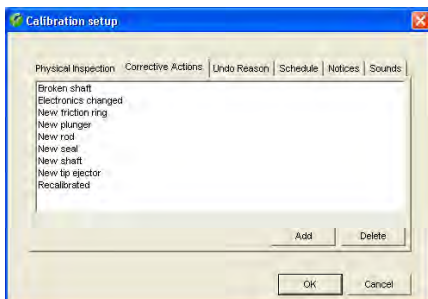 Calibration setup
Physical Inspection Corrective Actions Undo Reason Schedule Notices Sounds
Broken shaft
Electronics changed
New friction ring
New plunger
New rod
New seal
New shaft
New tip ejector
Recalibrated
Add Delete
OK Cancel